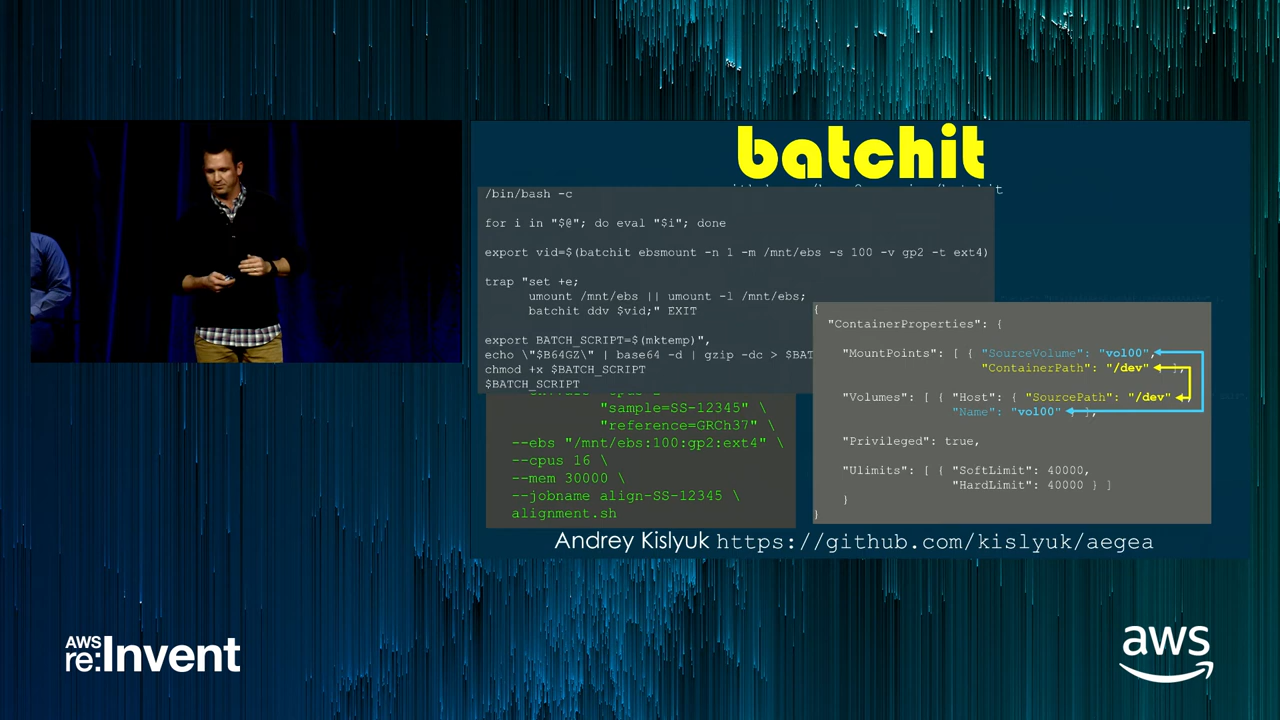 batchit
/bin/bash -c
for i in "$@"; do eval "$i"; done
export vid=$(batchit ebsmount -n 1 -m /mnt/ebs -s 100 -v gp2 -t ext4)
trap "set +e;
umount /mnt/ebs || umount -l /mnt/ebs;
batchit ddv $vid;" EXIT
export BATCH_SCRIPT=$(mktemp)",
echo \"$B64GZ\" | base64 -d | gzip -dc > $BAT
chmod +x $BATCH_SCRIPT
$BATCH_SCRIPT
"sample=SS-12345" \
"reference=GRCh37" \
--ebs "/mnt/ebs:100:gp2:ext4" \
--cpus 16 \
--mem 30000 \
--jobname align-SS-12345 \
alignment.sh
{
"ContainerProperties": {
"MountPoints": [ { "SourceVolume": "vol00",
"ContainerPath": "/dev" },
"Volumes": [ { "Host": { "SourcePath": "/dev"
"Name": "vol00" } ],
"Privileged": true,
"Ulimits": [ { "SoftLimit": 40000,
"HardLimit": 40000 } ]
}
}
Andrey Kislyuk https://github.com/kislyuk/aegea
AWS
re:Invent
aws